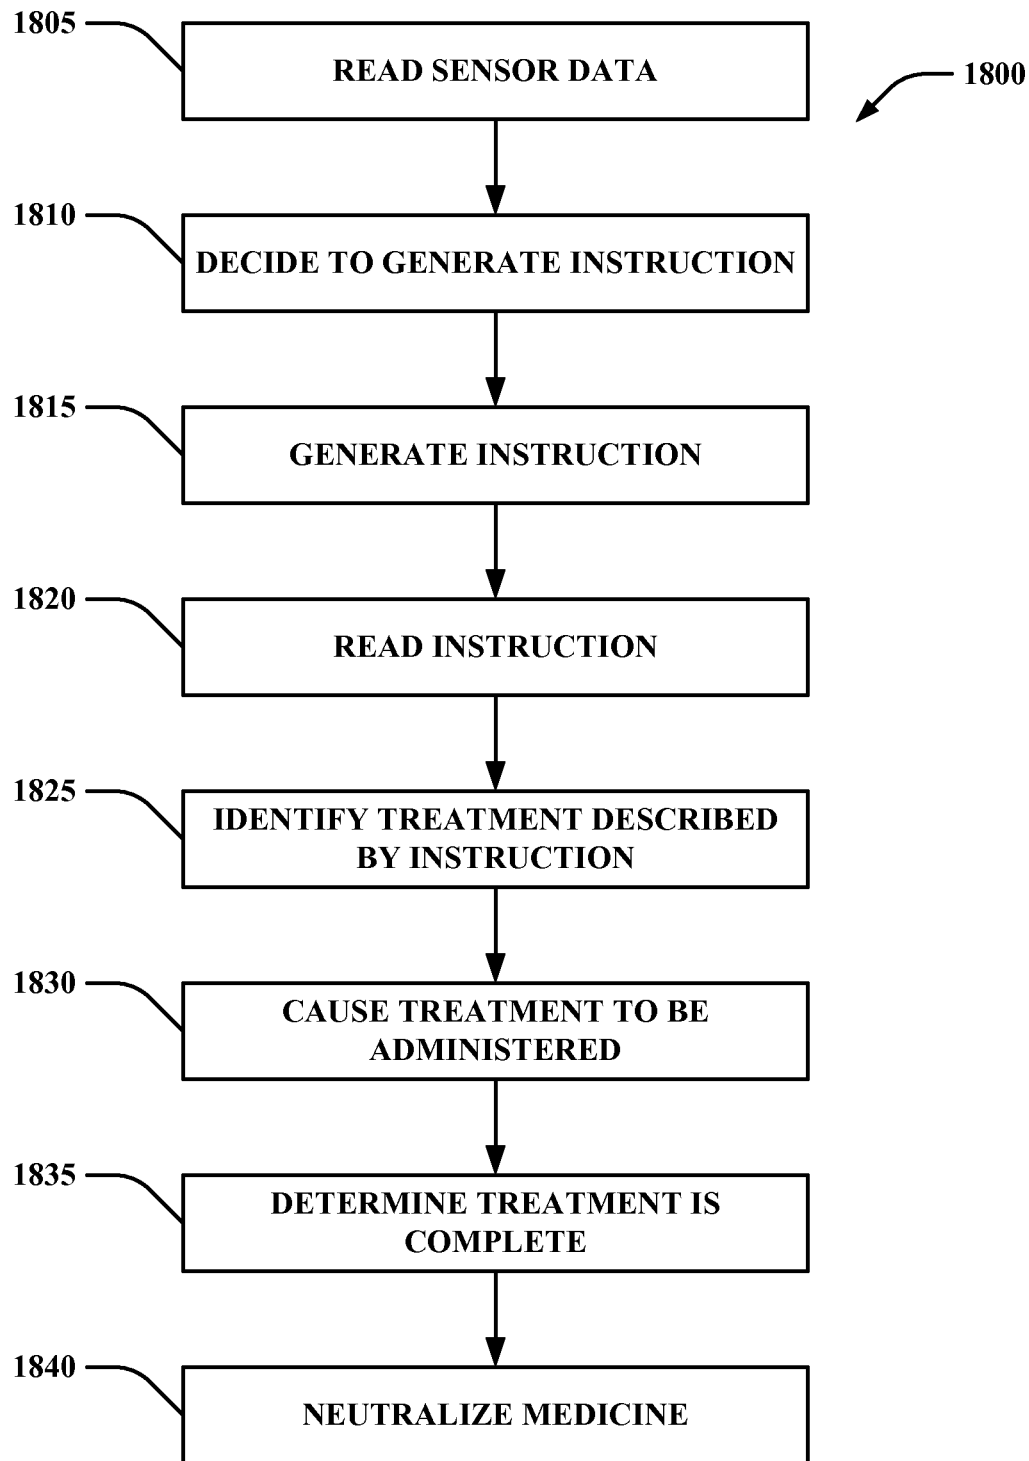 1805
READ SENSOR DATA
1800
1810
DECIDE TO GENERATE INSTRUCTION
1815
GENERATE INSTRUCTION
1820
READ INSTRUCTION
1825
IDENTIFY TREATMENT DESCRIBED
BY INSTRUCTION
1830
CAUSE TREATMENT TO BE
ADMINISTERED
1835
DETERMINE TREATMENT IS
COMPLETE
1840
NEUTRALIZE MEDICINE